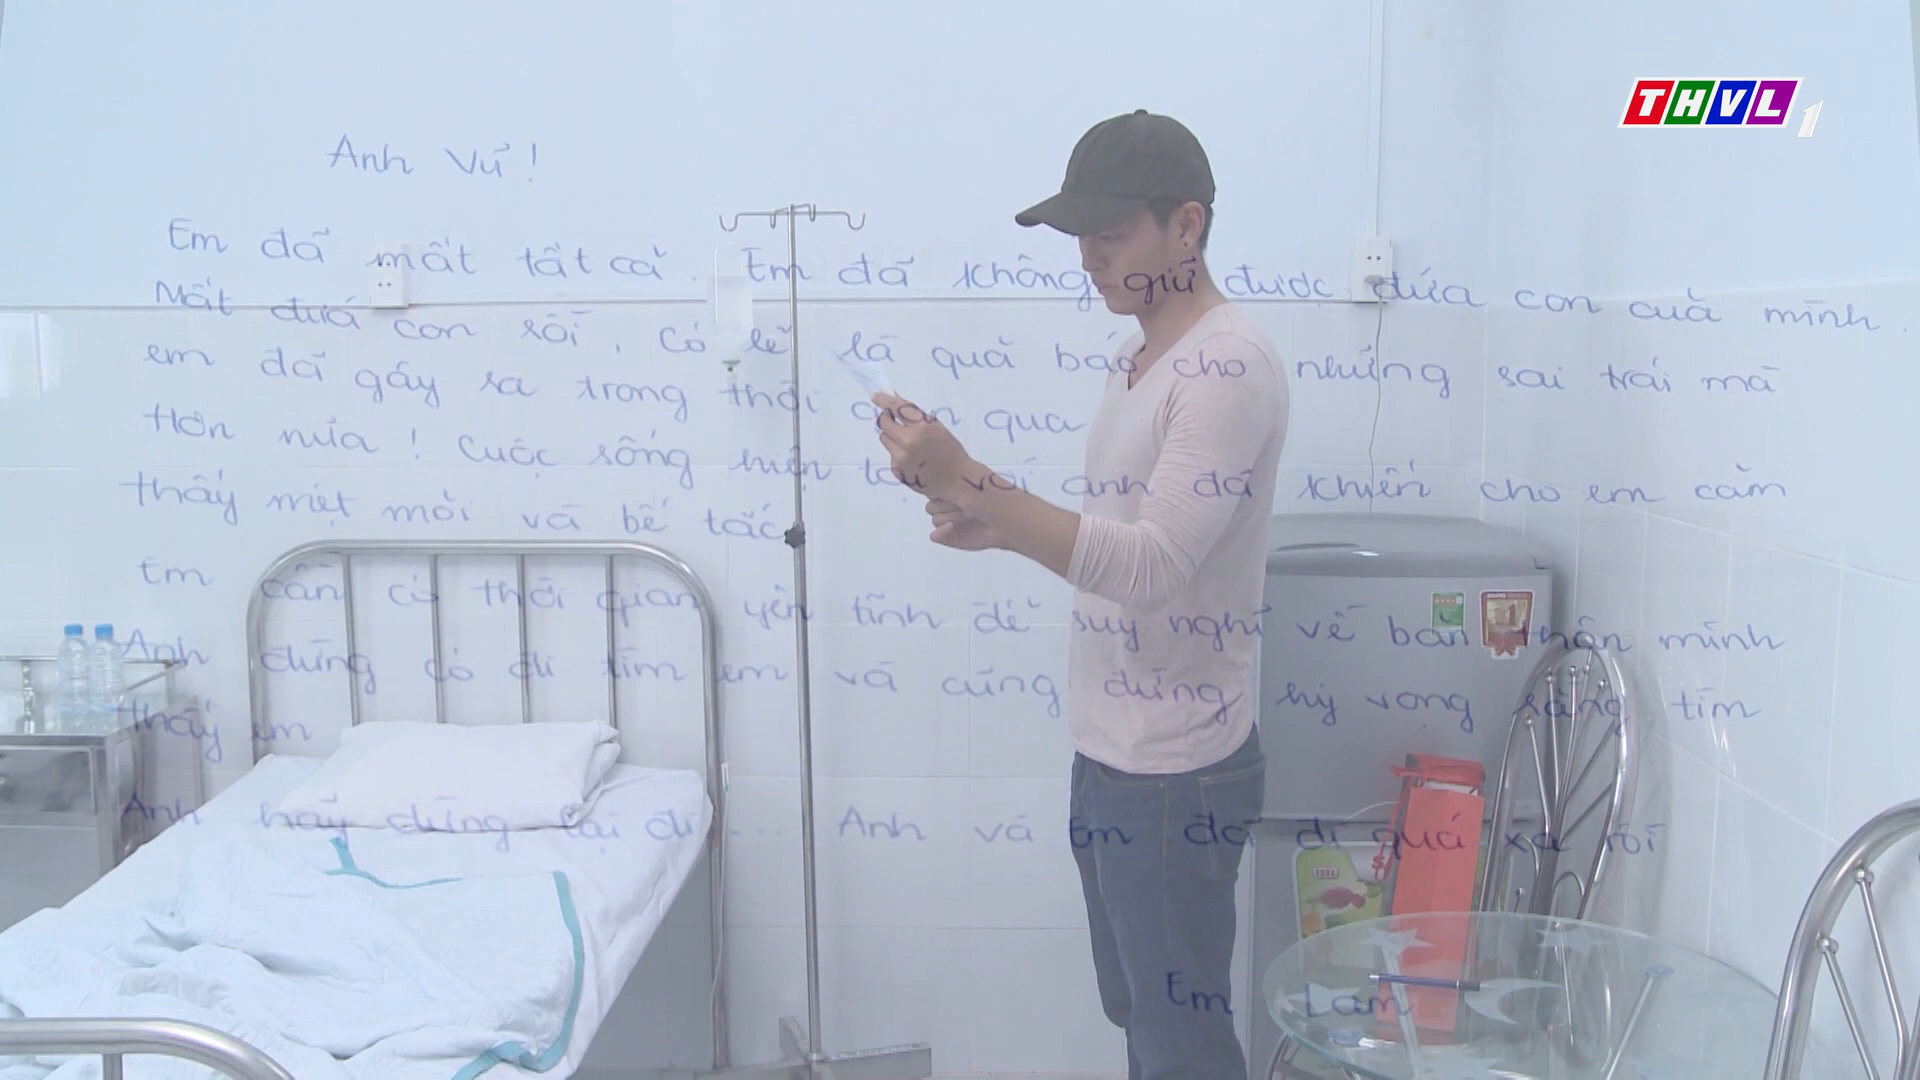 THVL1
Anh Vũ !
Em đã mất tất cả. Em đã không giữ được đứa con của mình.
Mất đứa con rồi, có lẽ là quả báo cho những sai trái mà
em đã gây ra trong thời gian qua
Hơn nữa ! Cuộc sống hiện tại với anh đã khiến cho em cảm
thấy mệt mỏi và bế tắc
Em cần có thời gian yên tĩnh để suy nghĩ về bản thân mình
Anh đừng có đi tìm em và cũng đừng hy vọng rằng tìm
thấy em
Anh hãy dừng lại đi ... Anh và Em đã đi quá xa rồi
Em Lam